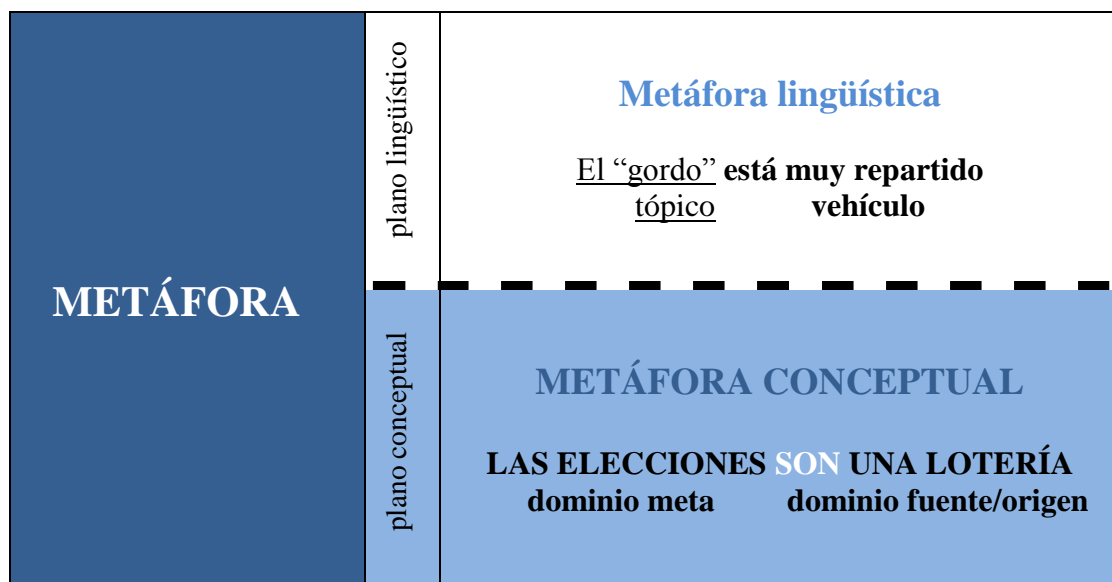 METÁFORA
plano lingüístico
Metáfora lingüística
El “gordo” está muy repartido
tópico vehículo
plano conceptual
METÁFORA CONCEPTUAL
LAS ELECCIONES SON UNA LOTERÍA
dominio meta dominio fuente/origen